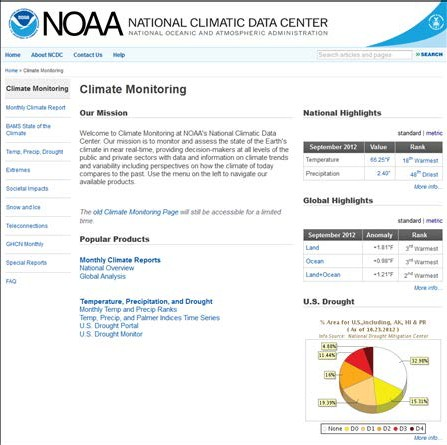 NOAA
NATIONAL CLIMATIC DATA CENTER
NATIONAL OCEANIC AND ATMOSPHERIC ADMINISTRATION
Home About NCDC Contact Us Help
Search articles and pages
SEARCH
Home > Climate Monitoring
Climate Monitoring
Monthly Climate Report
BAMS State of the
Climate
Temp, Precip, Drought
Extremes
Societal Impacts
Snow and Ice
Teleconnections
GHCN Monthly
Special Reports
FAQ
Climate Monitoring
Our Mission
Welcome to Climate Monitoring at NOAA's National Climatic Data
Center. Our mission is to monitor and assess the state of the Earth's
climate in near real-time, providing decision-makers at all levels of the
public and private sectors with data and information on climate trends
and variability including perspectives on how the climate of today
compares to the past. Use the menu on the left to navigate our
available products.
The old Climate Monitoring Page will still be accessible for a limited
time.
Popular Products
Monthly Climate Reports
National Overview
Global Analysis
Temperature, Precipitation, and Drought
Monthly Temp and Precip Ranks
Temp, Precip, and Palmer Indices Time Series
U.S. Drought Portal
U.S. Drought Monitor
National Highlights
standard | metric
September 2012 Value Rank
Temperature Warmest
Precipitation 2.40" Driest
More info...
Global Highlights
standard | metric
September 2012 Anomaly Rank
Land +1.81°F 3rd Warmest
Ocean +0.98°F 3rd Warmest
Land+Ocean +1.21°F 2nd Warmest
More info...
U.S. Drought
% Area for U.S.,including, AK, HI & PR
( As of 10/23/2012 )
Info Source: National Drought Mitigation Center
4.88%
11.44%
16%
19.39%
32.98%
15.31%
None D0 D1 D2 D3 D4
More info...